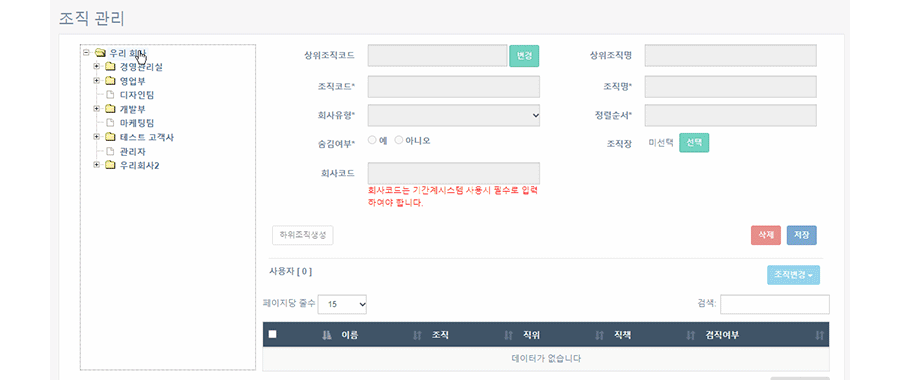 조직 관리
우리 회사
경영관리실
영업부
디자인팀
개발부
마케팅팀
테스트 고객사
관리자
우리회사2
상위조직코드 변경 상위조직명
조직코드* 조직명*
회사유형* 정렬순서*
숨김여부* 예 아니오 조직장 미선택 선택
회사코드
회사코드는 기간계시스템 사용시 필수로 입력
하여야 합니다.
하위조직생성 삭제 저장
사용자 [ 0 ] 조직변경
페이지당 줄수 15 검색:
이름 조직 직위 직책 겸직여부
데이터가 없습니다